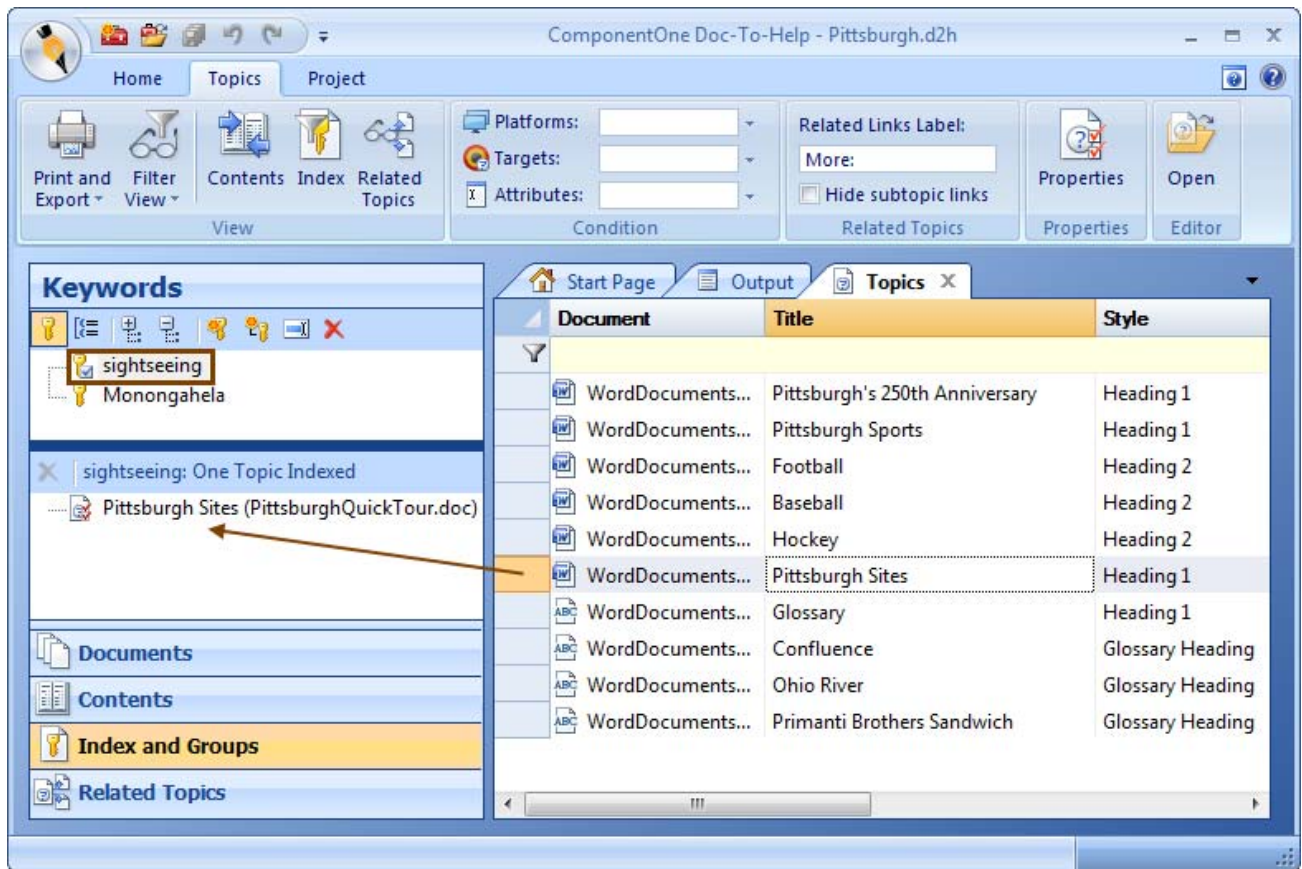 ComponentOne Doc-To-Help - Pittsburgh.d2h
Home Topics Project
Print and Export
Filter View
Contents
Index
Related Topics
View
Platforms:
Targets:
Attributes:
Condition
Related Links Label:
More:
Hide subtopic links
Related Topics
Properties
Properties
Open
Editor
Keywords
sightseeing
Monongahela
sightseeing: One Topic Indexed
Pittsburgh Sites (PittsburghQuickTour.doc)
Documents
Contents
Index and Groups
Related Topics
Start Page Output Topics
Document Title Style
WordDocuments... Pittsburgh's 250th Anniversary Heading 1
WordDocuments... Pittsburgh Sports Heading 1
WordDocuments... Football Heading 2
WordDocuments... Baseball Heading 2
WordDocuments... Hockey Heading 2
WordDocuments... Pittsburgh Sites Heading 1
WordDocuments... Glossary Heading 1
WordDocuments... Confluence Glossary Heading
WordDocuments... Ohio River Glossary Heading
WordDocuments... Primanti Brothers Sandwich Glossary Heading